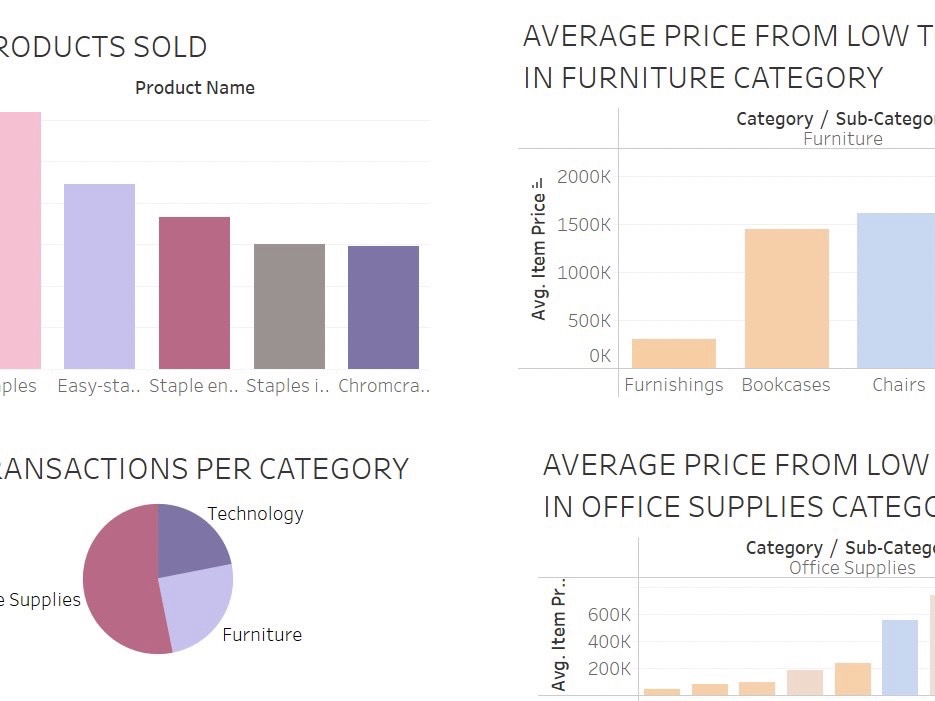 RODUCTS SOLD
Product Name
ples
Easy-sta..
Staple en..
Staples i..
Chromcra..
AVERAGE PRICE FROM LOW T
IN FURNITURE CATEGORY
Category / Sub-Catego
Furniture
Avg. Item Price
2000K
1500K
1000K
500K
0K
Furnishings
Bookcases
Chairs
RANSACTIONS PER CATEGORY
Technology
e Supplies
Furniture
AVERAGE PRICE FROM LOW
IN OFFICE SUPPLIES CATEGO
Category / Sub-Catego
Office Supplies
Avg. Item Pr..
600K
400K
200K